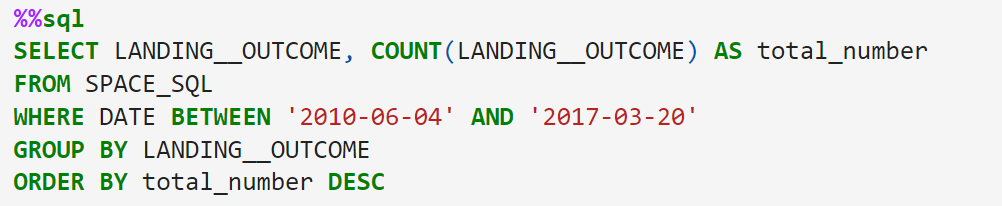 %%sql
SELECT LANDING__OUTCOME, COUNT(LANDING__OUTCOME) AS total_number
FROM SPACE_SQL
WHERE DATE BETWEEN '2010-06-04' AND '2017-03-20'
GROUP BY LANDING__OUTCOME
ORDER BY total_number DESC